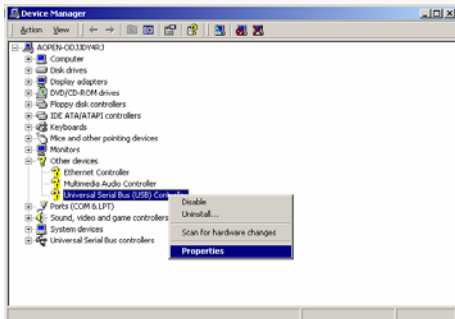 Device Manager
Action View
AOPEN-ODJJDY4RJ
Computer
Disk drives
Display adapters
DVD/CD-ROM drives
Floppy disk controllers
IDE ATA/ATAPI controllers
Keyboards
Mice and other pointing devices
Monitors
Other devices
Ethernet Controller
Multimedia Audio Controller
Universal Serial Bus (USB) Controller
Ports (COM & LPT)
Sound, video and game controllers
System devices
Universal Serial Bus controllers
Disable
Uninstall...
Scan for hardware changes
Properties